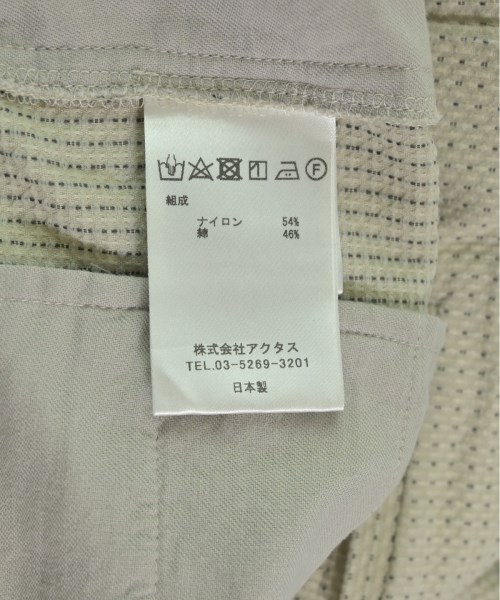 F
組成
ナイロン 54%
綿 46%
株式会社アクタス
TEL.03-5269-3201
日本製